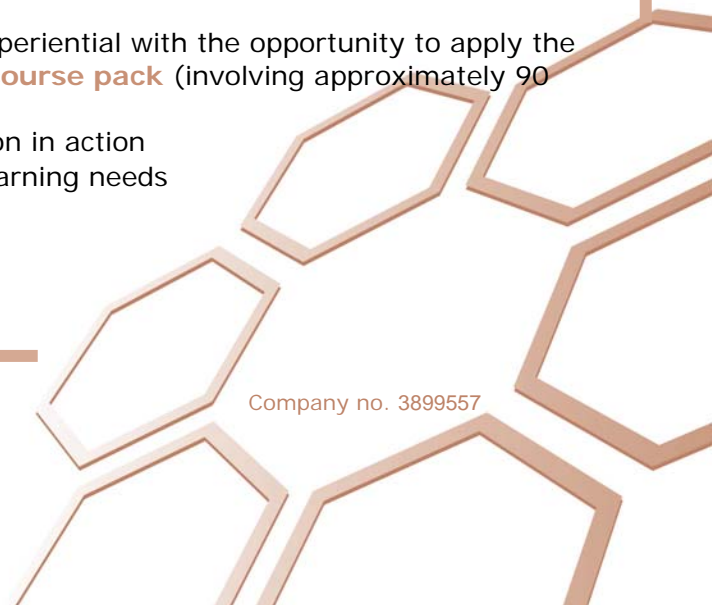 periential with the opportunity to apply the
ourse pack (involving approximately 90
on in action
arning needs
Company no. 3899557